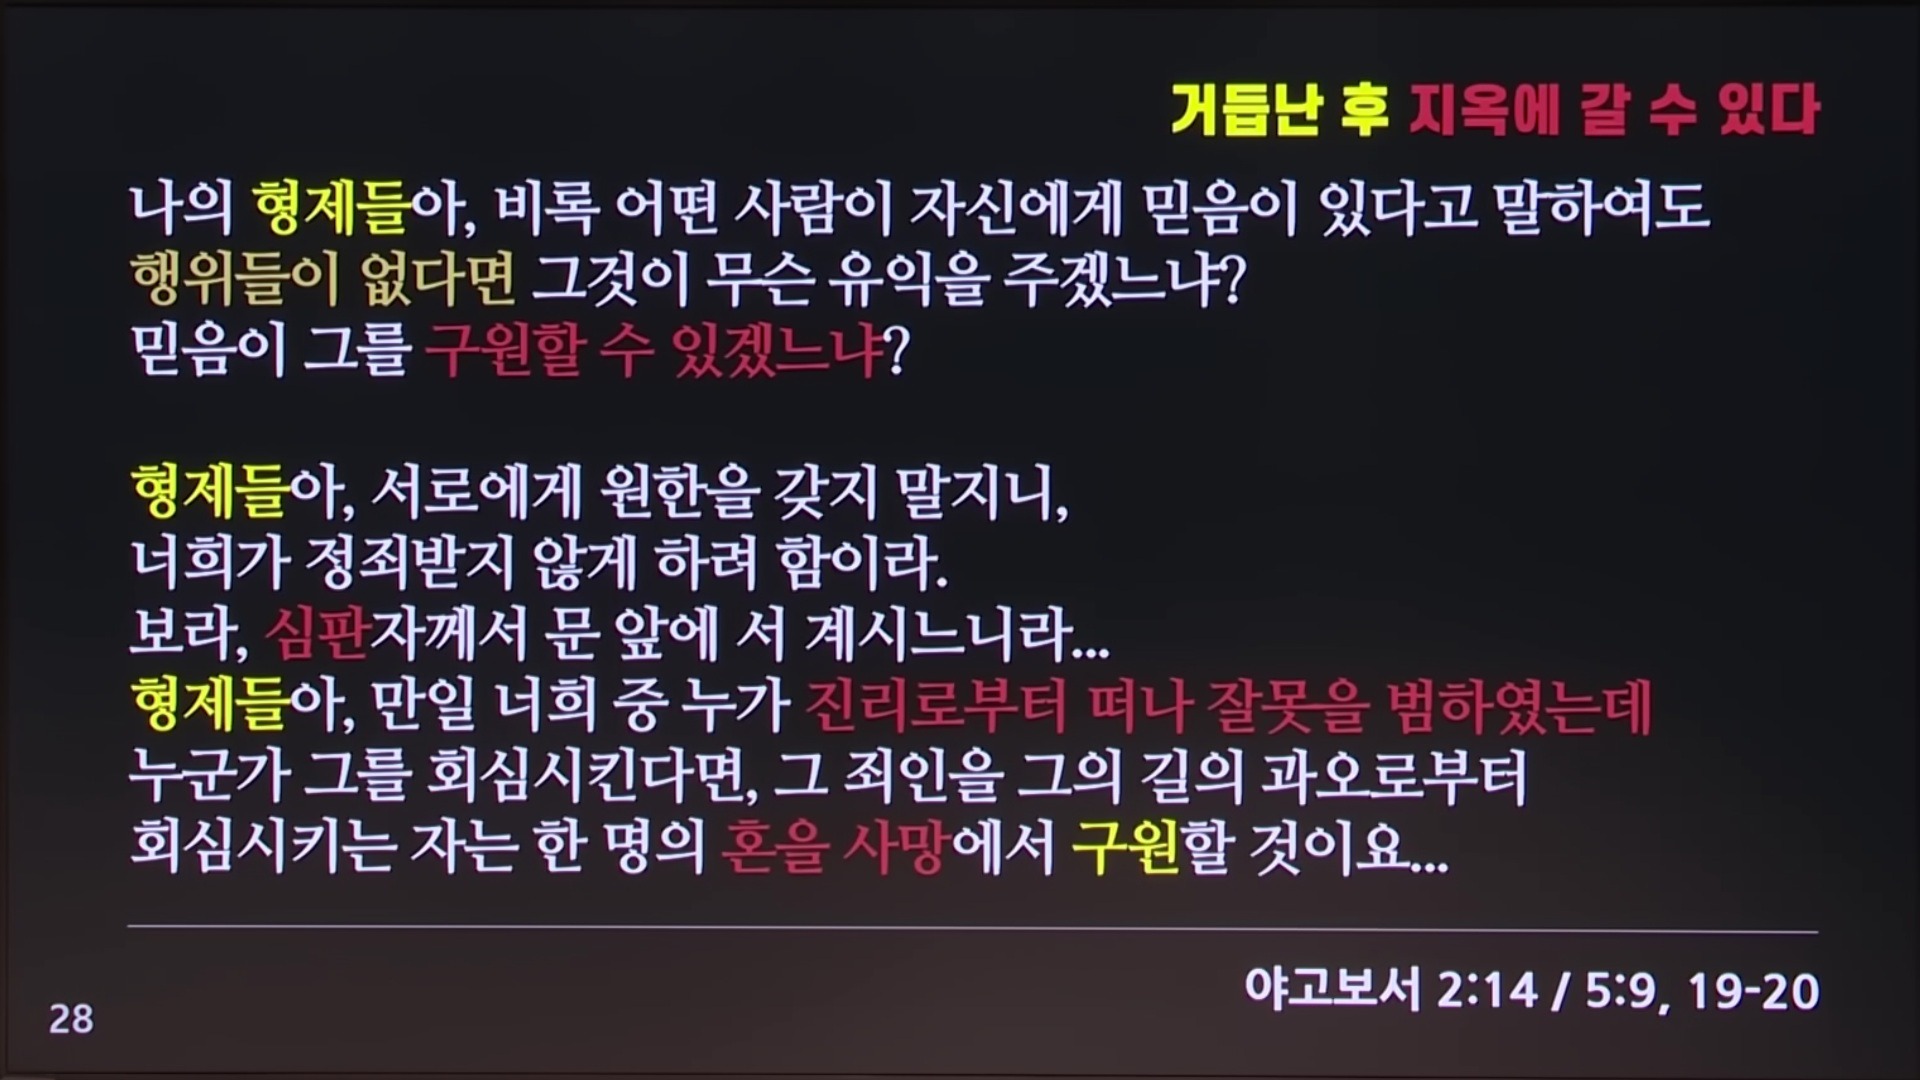 거듭난 후 지옥에 갈 수 있다
나의 형제들아, 비록 어떤 사람이 자신에게 믿음이 있다고 말하여도
행위들이 없다면 그것이 무슨 유익을 주겠느냐?
믿음이 그를 구원할 수 있겠느냐?
형제들아, 서로에게 원한을 갖지 말지니,
너희가 정죄받지 않게 하려 함이라.
보라, 심판자께서 문 앞에 서 계시느니라...
형제들아, 만일 너희 중 누가 진리로부터 떠나 잘못을 범하였는데
누군가 그를 회심시킨다면, 그 죄인을 그의 길의 과오로부터
회심시키는 자는 한 명의 혼을 사망에서 구원할 것이요...
야고보서 2:14 / 5:9, 19-20
28